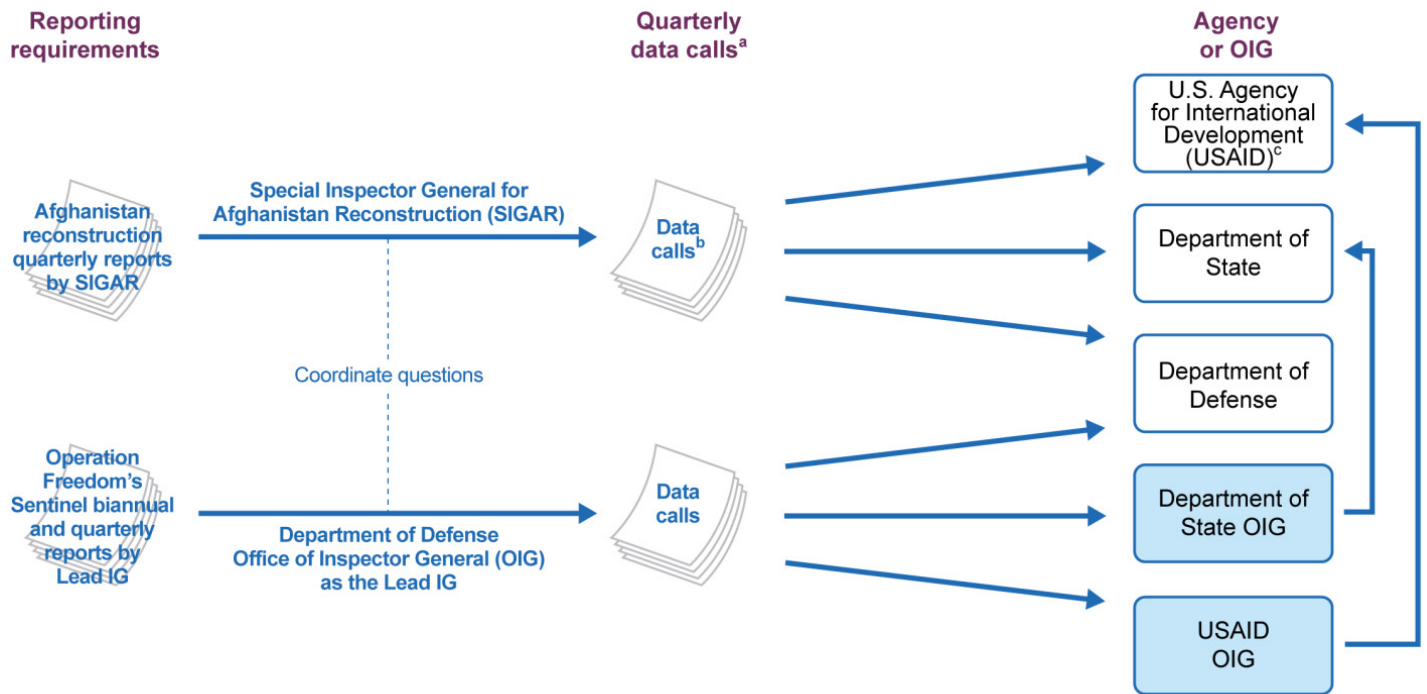 Reporting
requirements
Quarterly
data callsᵃ
Agency
or OIG
Afghanistan
reconstruction
quarterly reports
by SIGAR
Special Inspector General for
Afghanistan Reconstruction (SIGAR)
Data
callsᵇ
U.S. Agency
for International
Development
(USAID)ᶜ
Department of
State
Department of
Defense
Coordinate questions
Operation
Freedom’s
Sentinel biannual
and quarterly
reports by
Lead IG
Department of Defense
Office of Inspector General (OIG)
as the Lead IG
Data
calls
Department of
State OIG
USAID
OIG